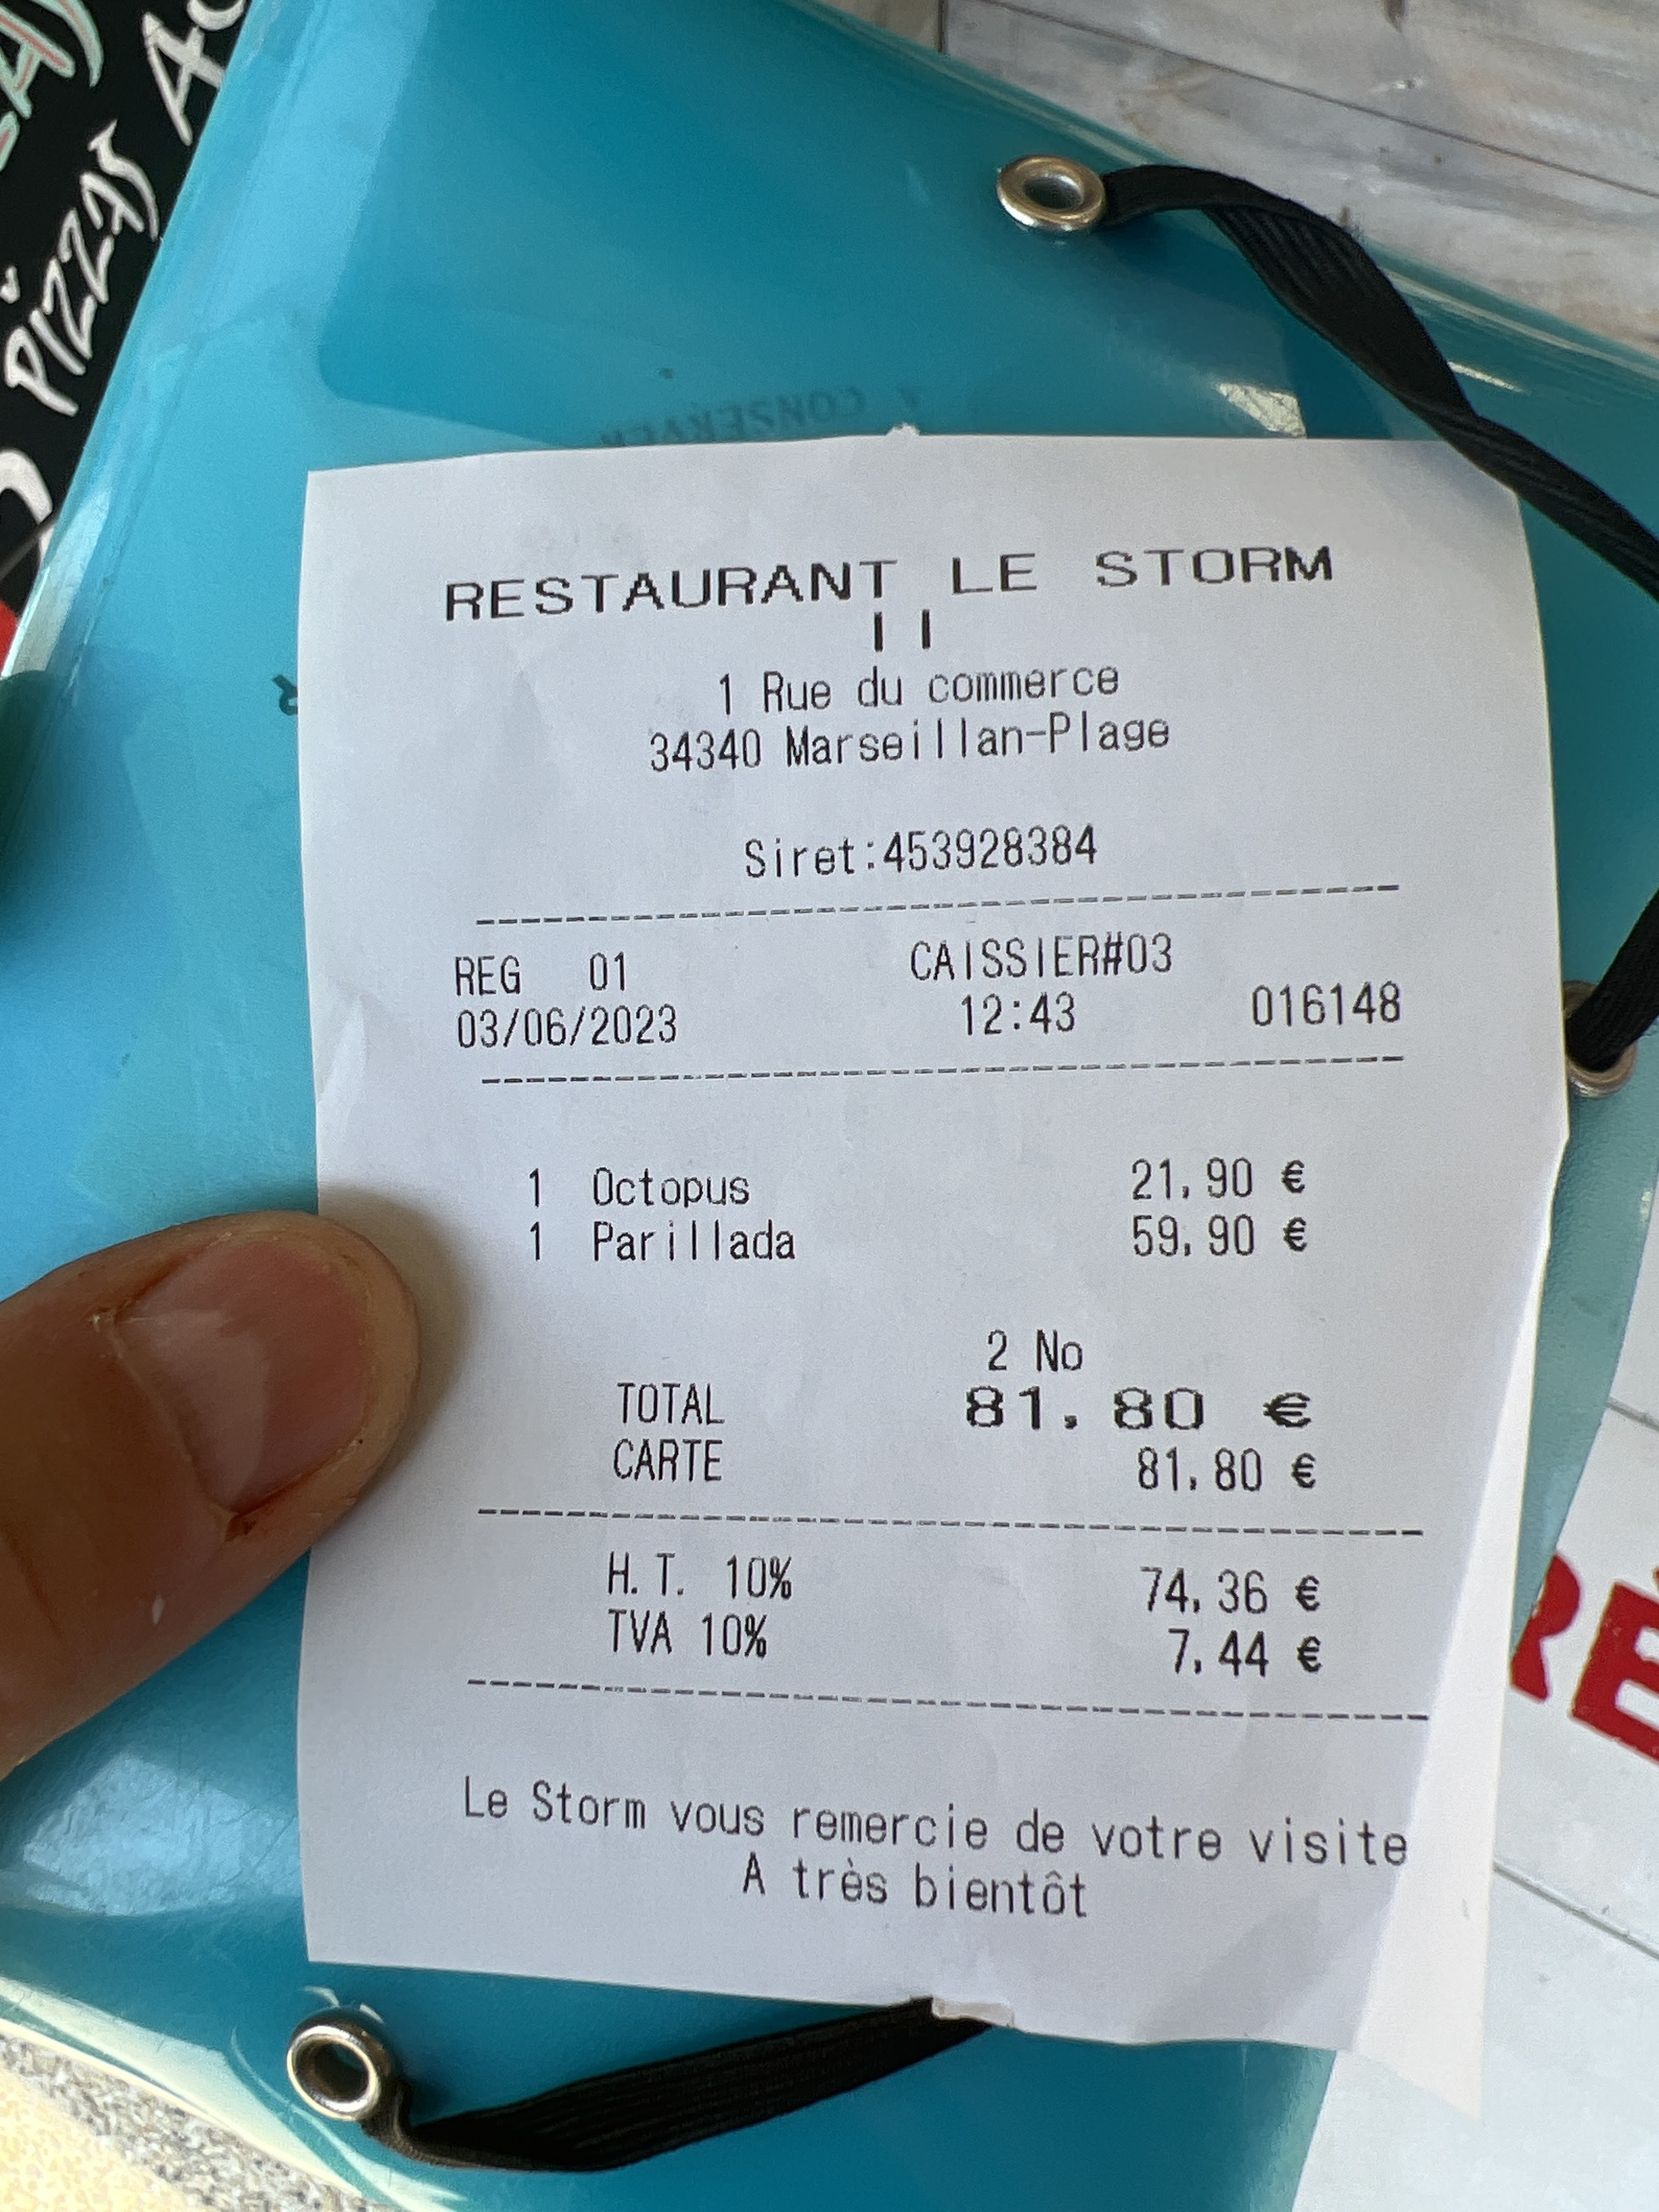 PIZZAS
CONSERVER
RESTAURANT LE STORM
II
1 Rue du commerce
34340 Marseillan-Plage
Siret:453928384
REG 01 CAISSIER#03
03/06/2023 12:43 016148
1 Octopus 21,90 €
1 Parillada 59,90 €
2 No
TOTAL 81.80 €
CARTE 81,80 €
H.T. 10% 74,36 €
TVA 10% 7,44 €
Le Storm vous remercie de votre visite
A très bientôt